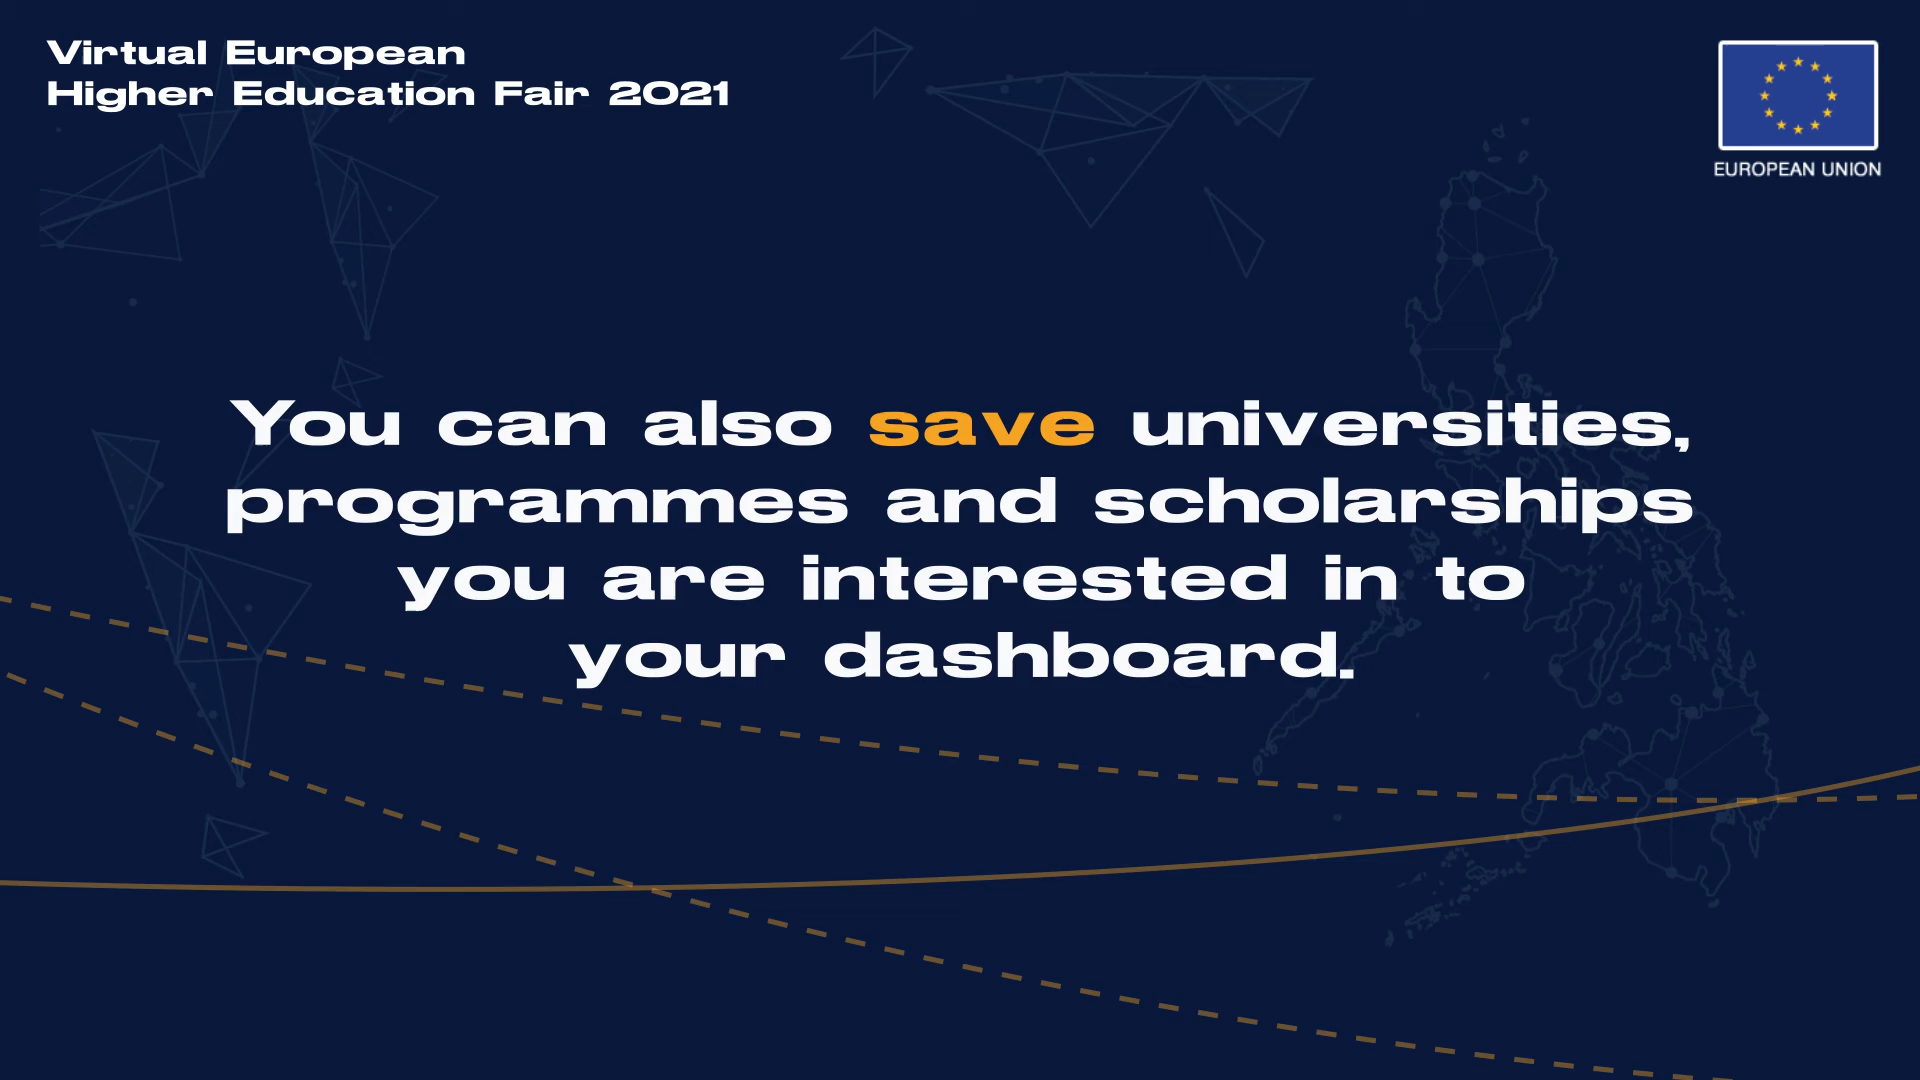 Virtual European
Higher Education Fair 2021
EUROPEAN UNION
You can also save universities,
programmes and scholarships
you are interested in to
your dashboard.